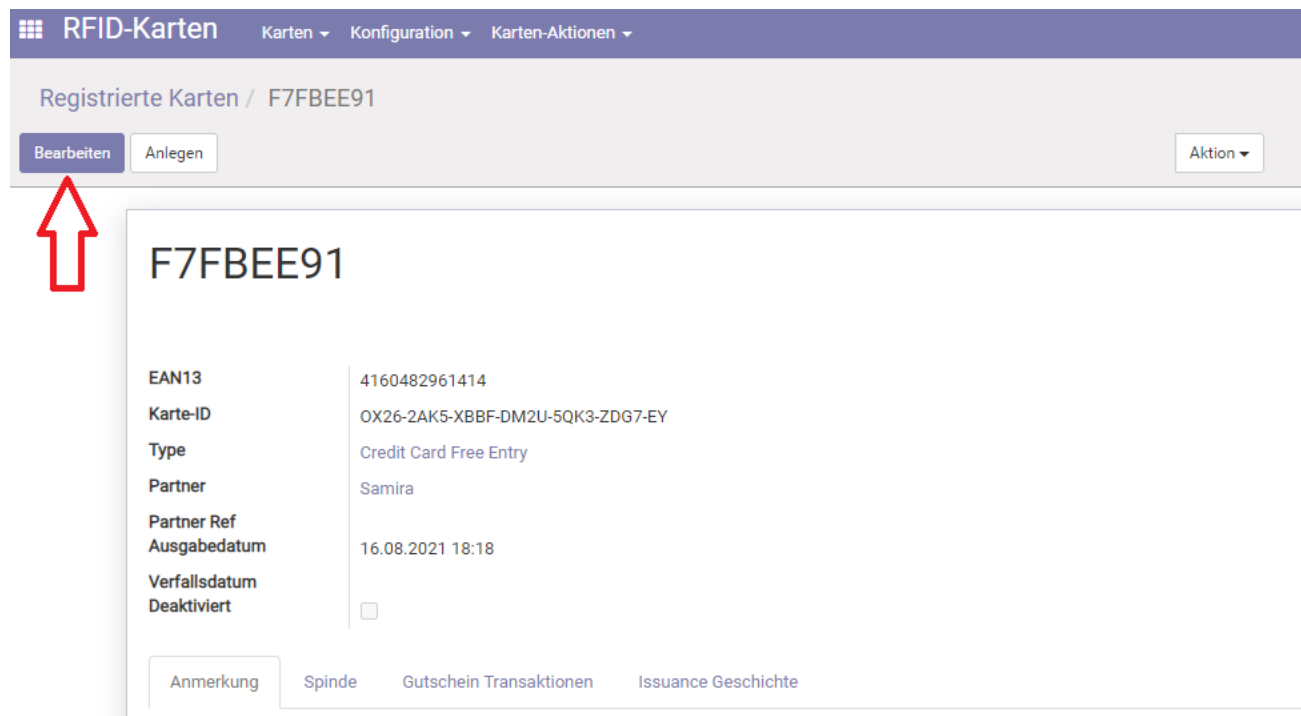 RFID-Karten Karten Konfiguration Karten-Aktionen
Registrierte Karten / F7FBEE91
Bearbeiten Anlegen Aktion
F7FBEE91
EAN13 4160482961414
Karte-ID OX26-2AK5-XBBF-DM2U-5QK3-ZDG7-EY
Type Credit Card Free Entry
Partner Samira
Partner Ref
Ausgabedatum 16.08.2021 18:18
Verfallsdatum
Deaktiviert
Anmerkung Spinde Gutschein Transaktionen Issuance Geschichte